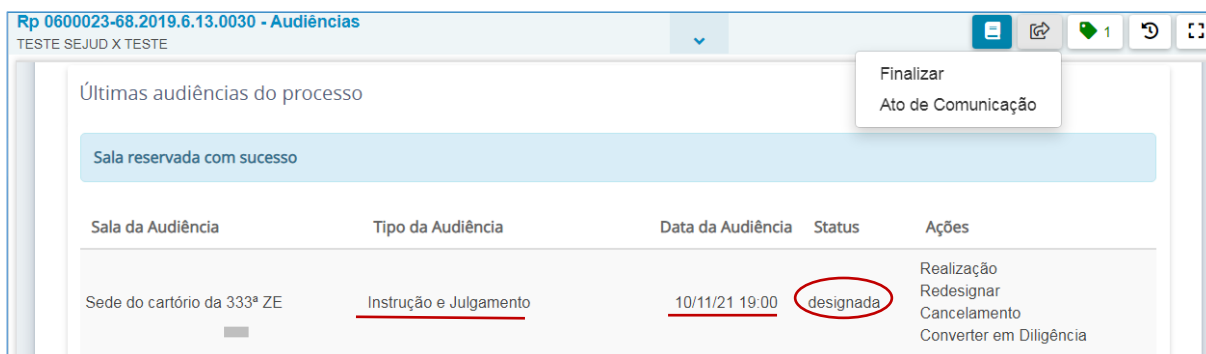 Rp 0600023-68.2019.6.13.0030 - Audiências
TESTE SEJUD X TESTE
1
Finalizar
Ato de Comunicação
Últimas audiências do processo
Sala reservada com sucesso
Sala da Audiência Tipo da Audiência Data da Audiência Status Ações
Sede do cartório da 333ª ZE Instrução e Julgamento 10/11/21 19:00 designada
Realização
Redesignar
Cancelamento
Converter em Diligência